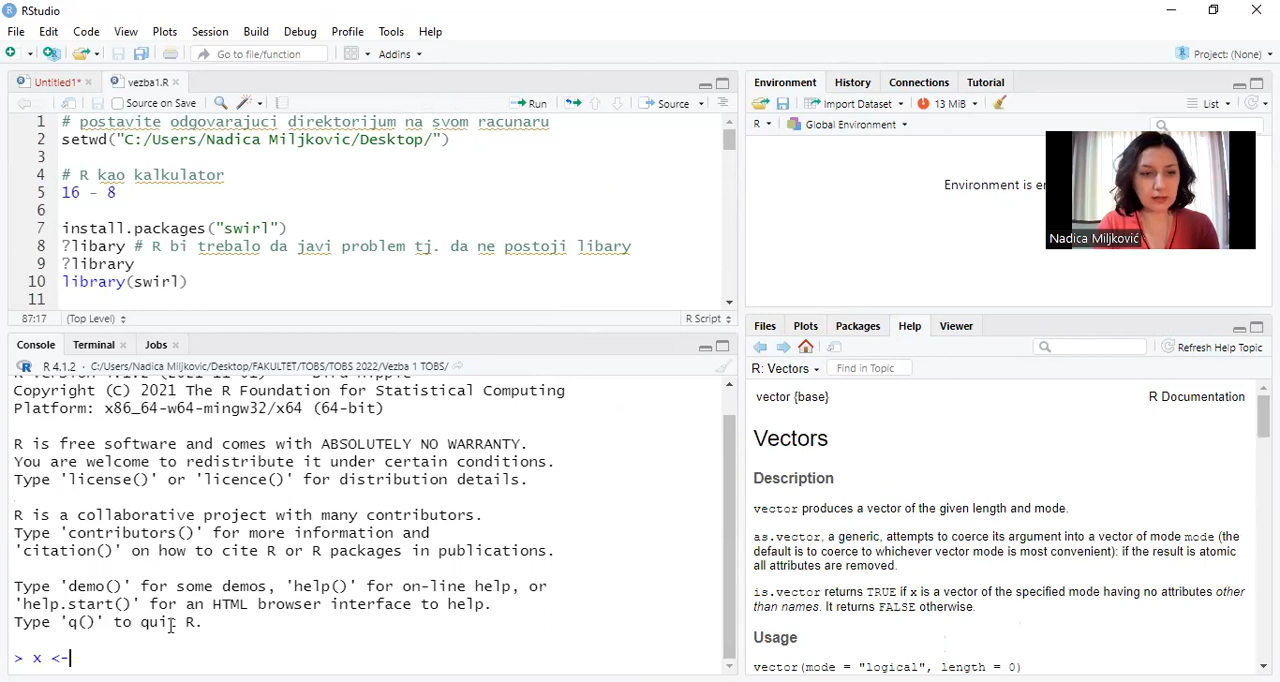 RStudio
File Edit Code View Plots Session Build Debug Profile Tools Help
Go to file/function Addins Project: (None)
Untitled1* vezba1.R
Source on Save Run Source
1 # postavite odgovarajuci direktorijum na svom racunaru
2 setwd("C:/Users/Nadica Miljkovic/Desktop/")
3
4 # R kao kalkulator
5 16 - 8
6
7 install.packages("swirl")
8 ?libary # R bi trebalo da javi problem tj. da ne postoji libary
9 ?library
10 library(swirl)
11
87:17 (Top Level) R Script
Console Terminal Jobs
R 4.1.2 · C:/Users/Nadica Miljkovic/Desktop/FAKULTET/TOBS/TOBS 2022/Vezba 1 TOBS/
Copyright (C) 2021 The R Foundation for Statistical Computing
Platform: x86_64-w64-mingw32/x64 (64-bit)
R is free software and comes with ABSOLUTELY NO WARRANTY.
You are welcome to redistribute it under certain conditions.
Type 'license()' or 'licence()' for distribution details.
R is a collaborative project with many contributors.
Type 'contributors()' for more information and
'citation()' on how to cite R or R packages in publications.
Type 'demo()' for some demos, 'help()' for on-line help, or
'help.start()' for an HTML browser interface to help.
Type 'q()' to quit R.
> x <-
Environment History Connections Tutorial
Import Dataset 13 MiB List
R Global Environment
Environment is
Nadica Miljković
Files Plots Packages Help Viewer
Refresh Help Topic
R: Vectors Find in Topic
vector {base} R Documentation
Vectors
Description
vector produces a vector of the given length and mode.
as.vector, a generic, attempts to coerce its argument into a vector of mode mode (the
default is to coerce to whichever vector mode is most convenient): if the result is atomic
all attributes are removed.
is.vector returns TRUE if x is a vector of the specified mode having no attributes other
than names. It returns FALSE otherwise.
Usage
vector(mode = "logical", length = 0)